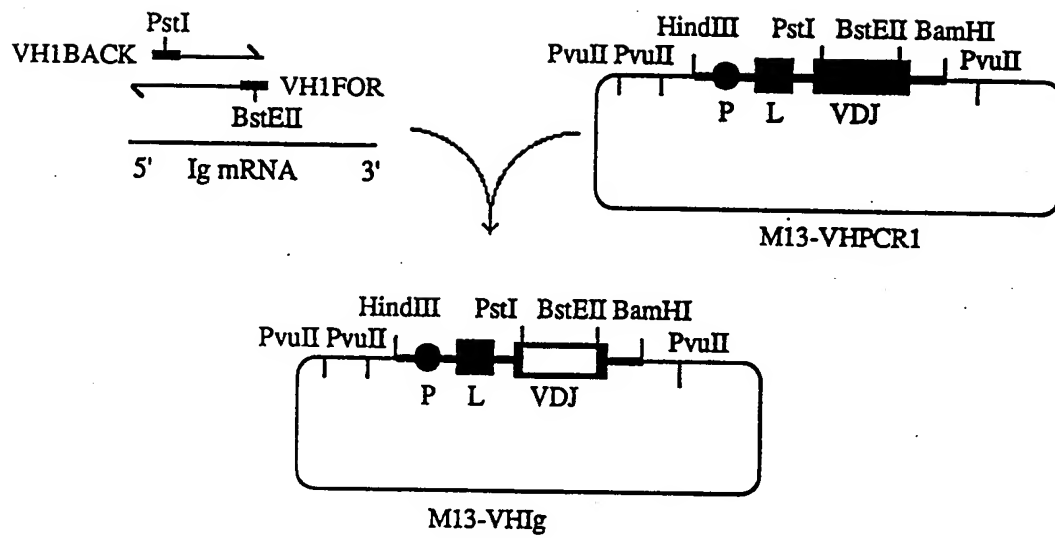 PstI
VH1BACK
VH1FOR
BstEII
5' Ig mRNA 3'
HindIII PstI BstEII BamHI
PvuII PvuII PvuII
P L VDJ
M13-VHPCR1
HindIII PstI BstEII BamHI
PvuII PvuII PvuII
P L VDJ
M13-VHIg